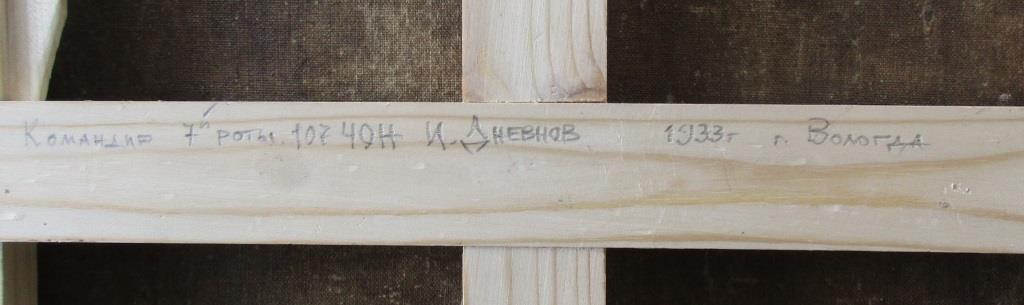 Командир 7й роты 107 ЧОН И. Дневнов 1933г г. Вологда